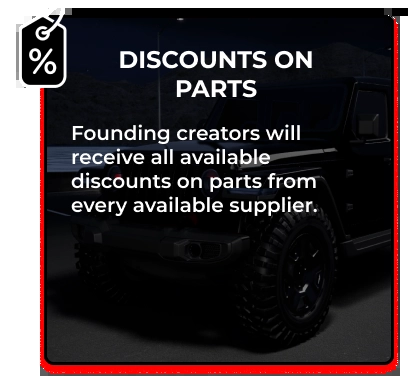 %
DISCOUNTS ON
PARTS
Founding creators will
receive all available
discounts on parts from
every available supplier.